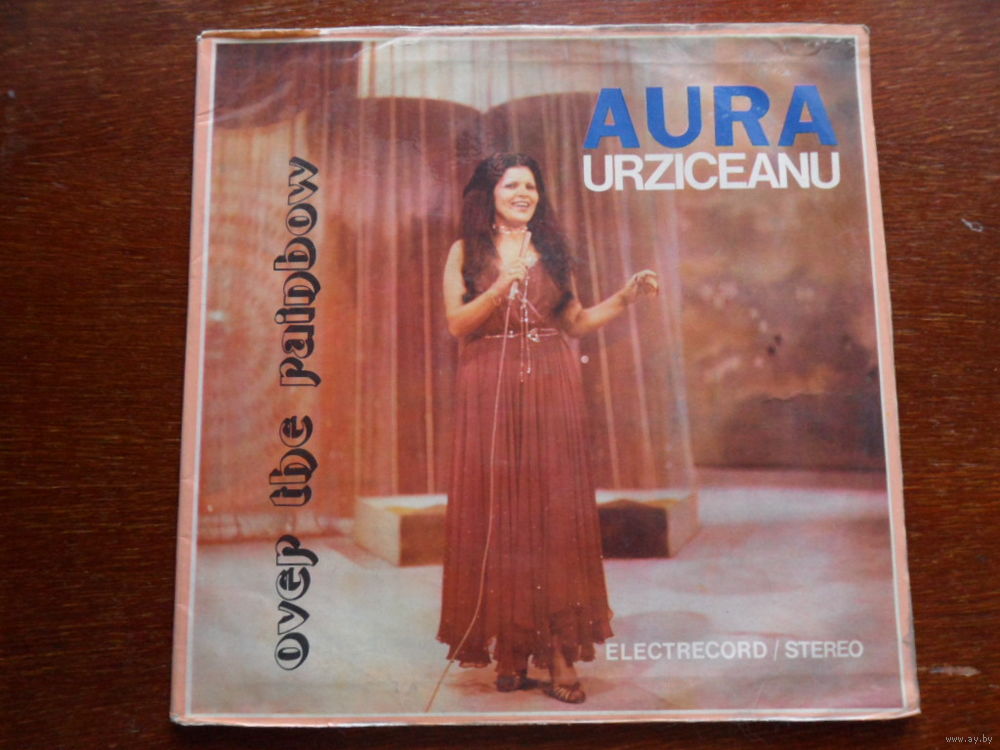 AURA
URZICEANU
over the rainbow
ELECTRECORD / STEREO
www.ay.by